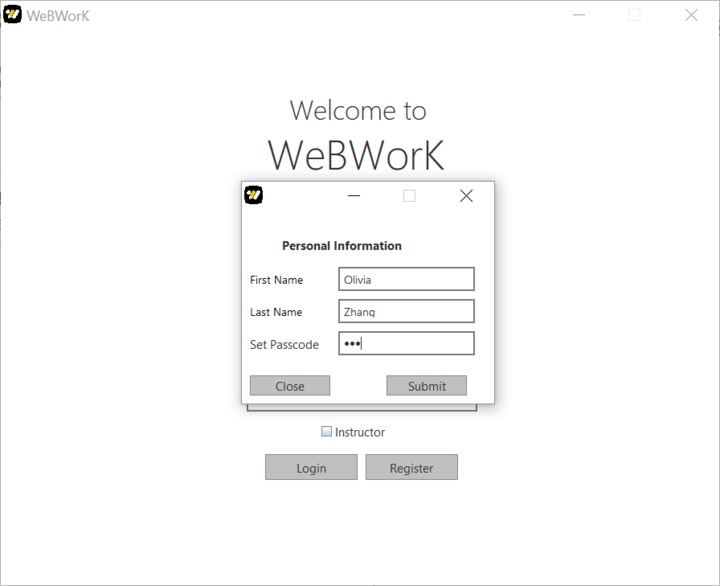 WeBWorK
Welcome to
WeBWorK
Personal Information
First Name Olivia
Last Name Zhang
Set Passcode •••
Close Submit
Instructor
Login Register